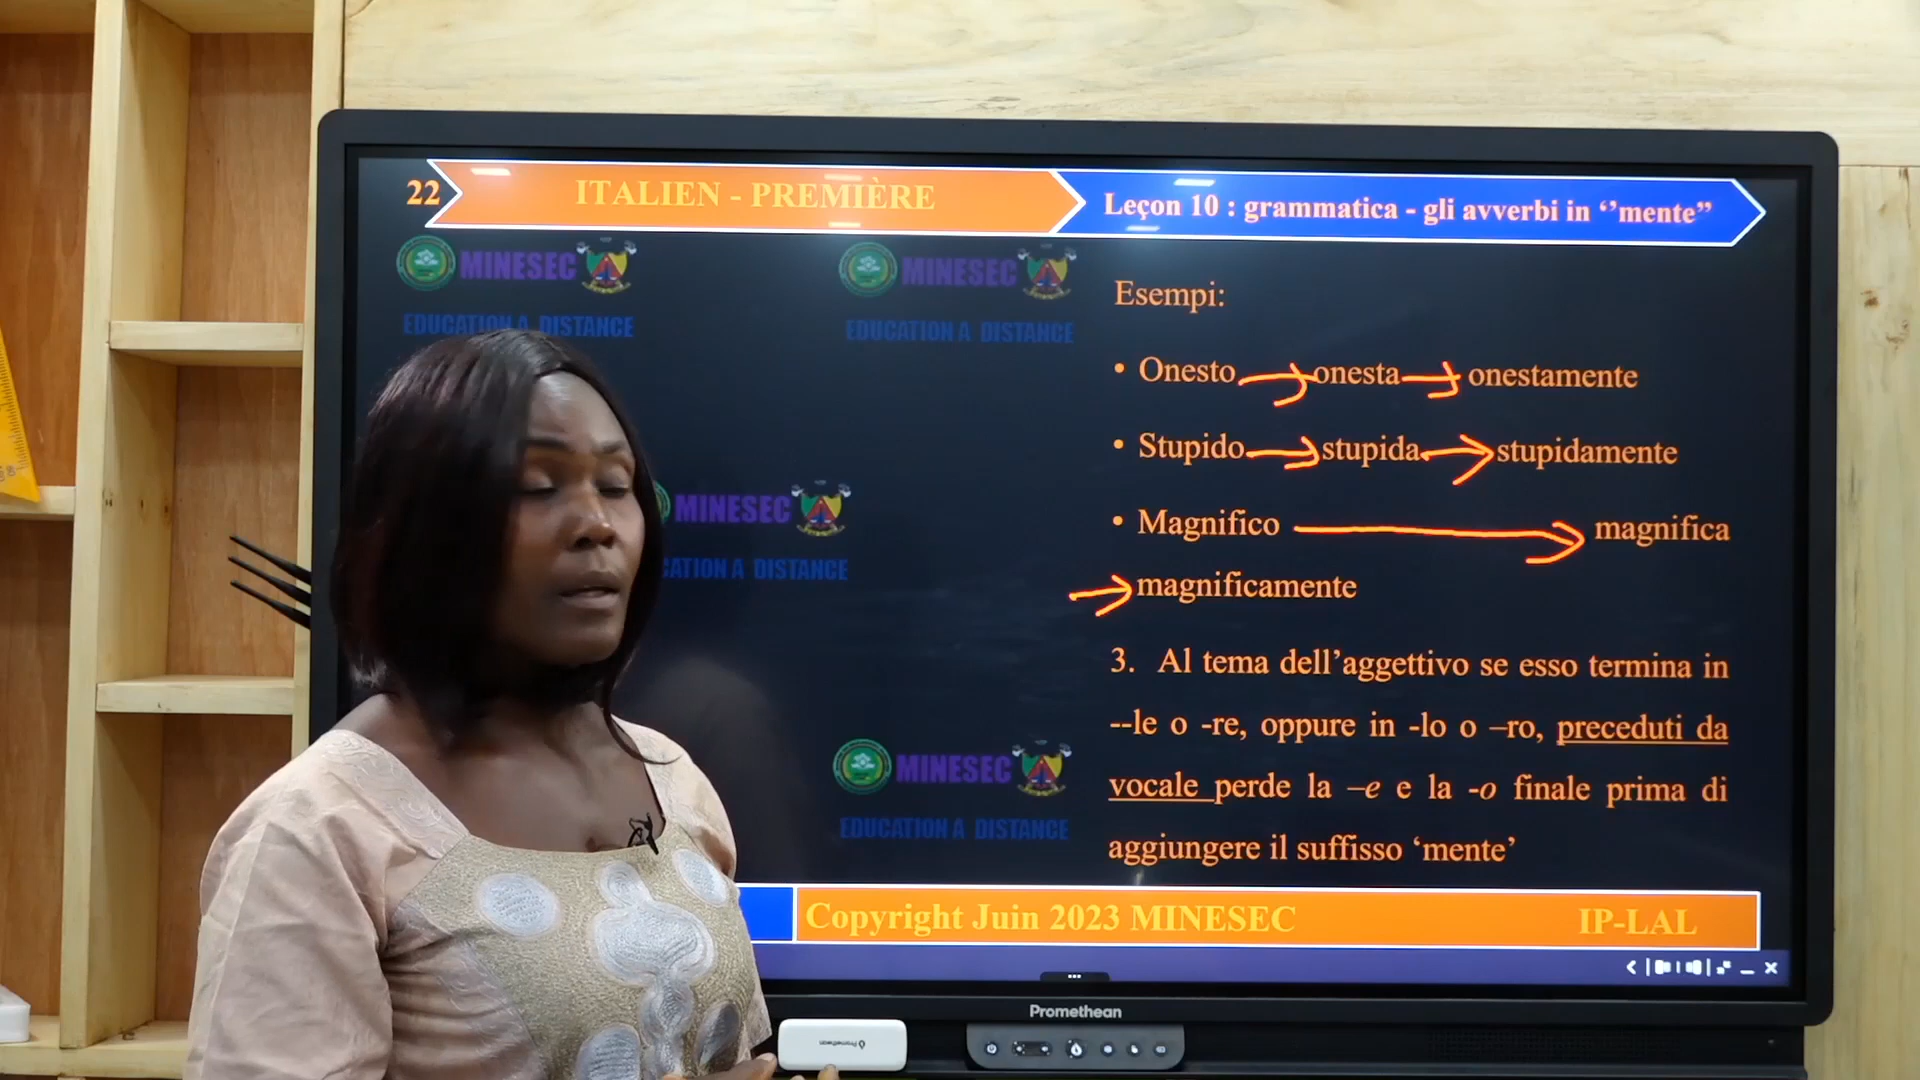 22
ITALIEN - PREMIÈRE
Leçon 10 : grammatica - gli avverbi in ‘’mente’’
MINESEC
EDUCATION A DISTANCE
MINESEC
EDUCATION A DISTANCE
Esempi:
• Onesto onesta onestamente
• Stupido stupida stupidamente
MINESEC
CATION A DISTANCE
• Magnifico magnifica
magnificamente
3. Al tema dell’aggettivo se esso termina in
--le o -re, oppure in -lo o –ro, preceduti da
vocale perde la –e e la -o finale prima di
aggiungere il suffisso ‘mente’
MINESEC
EDUCATION A DISTANCE
Copyright Juin 2023 MINESEC
IP-LAL
Promethean
Promethean